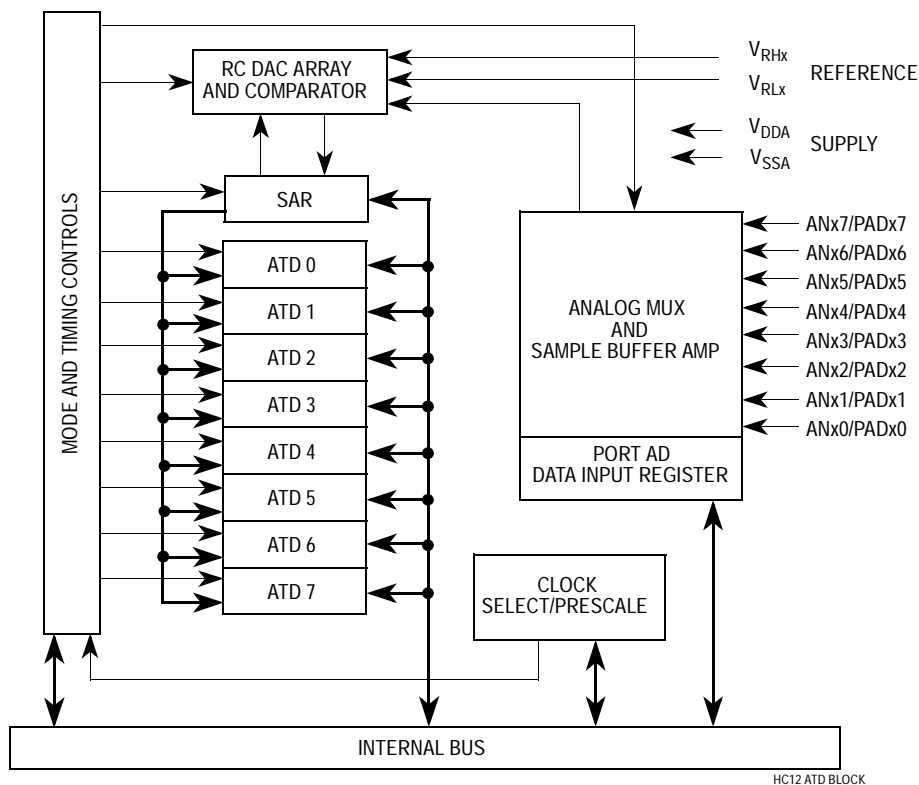 MODE AND TIMING CONTROLS
RC DAC ARRAY
AND COMPARATOR
VRHx
VRLx
REFERENCE
VDDA
VSSA
SUPPLY
SAR
ATD 0
ATD 1
ATD 2
ATD 3
ATD 4
ATD 5
ATD 6
ATD 7
ANALOG MUX
AND
SAMPLE BUFFER AMP
PORT AD
DATA INPUT REGISTER
ANx7/PADx7
ANx6/PADx6
ANx5/PADx5
ANx4/PADx4
ANx3/PADx3
ANx2/PADx2
ANx1/PADx1
ANx0/PADx0
CLOCK
SELECT/PRESCALE
INTERNAL BUS
HC12 ATD BLOCK